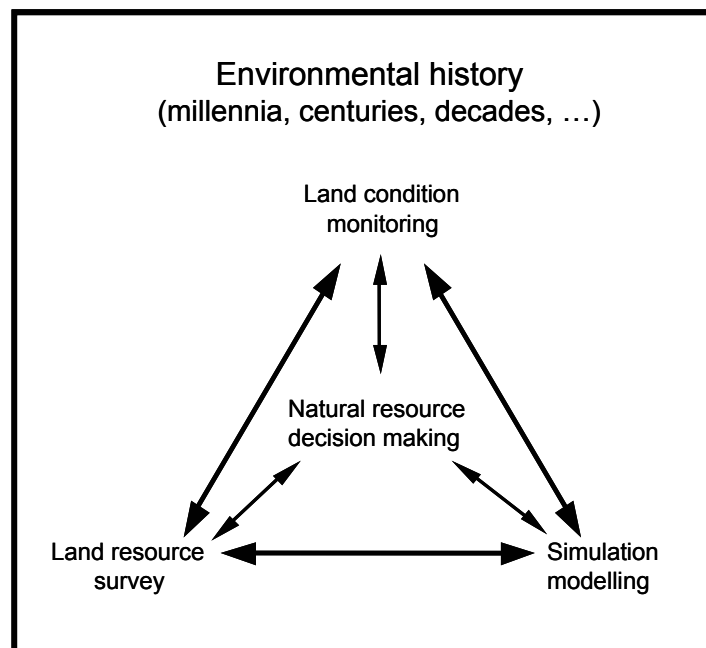 Environmental history
(millennia, centuries, decades, …)
Land condition
monitoring
Natural resource
decision making
Land resource
survey
Simulation
modelling